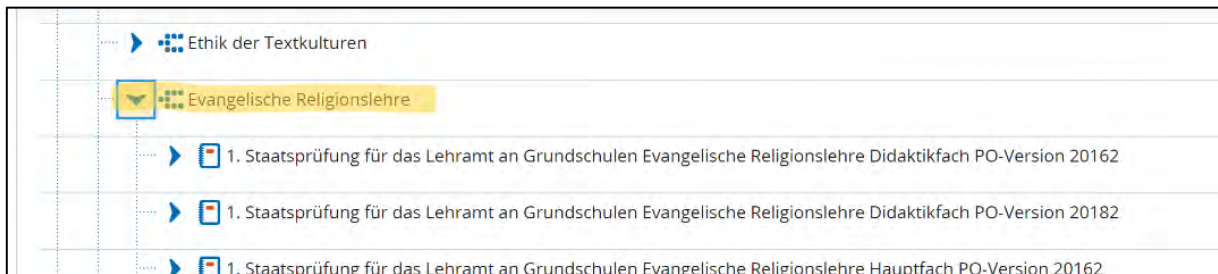 Ethik der Textkulturen
Evangelische Religionslehre
1. Staatsprüfung für das Lehramt an Grundschulen Evangelische Religionslehre Didaktikfach PO-Version 20162
1. Staatsprüfung für das Lehramt an Grundschulen Evangelische Religionslehre Didaktikfach PO-Version 20182
1. Staatsprüfung für das Lehramt an Grundschulen Evangelische Religionslehre Hauptfach PO-Version 20162